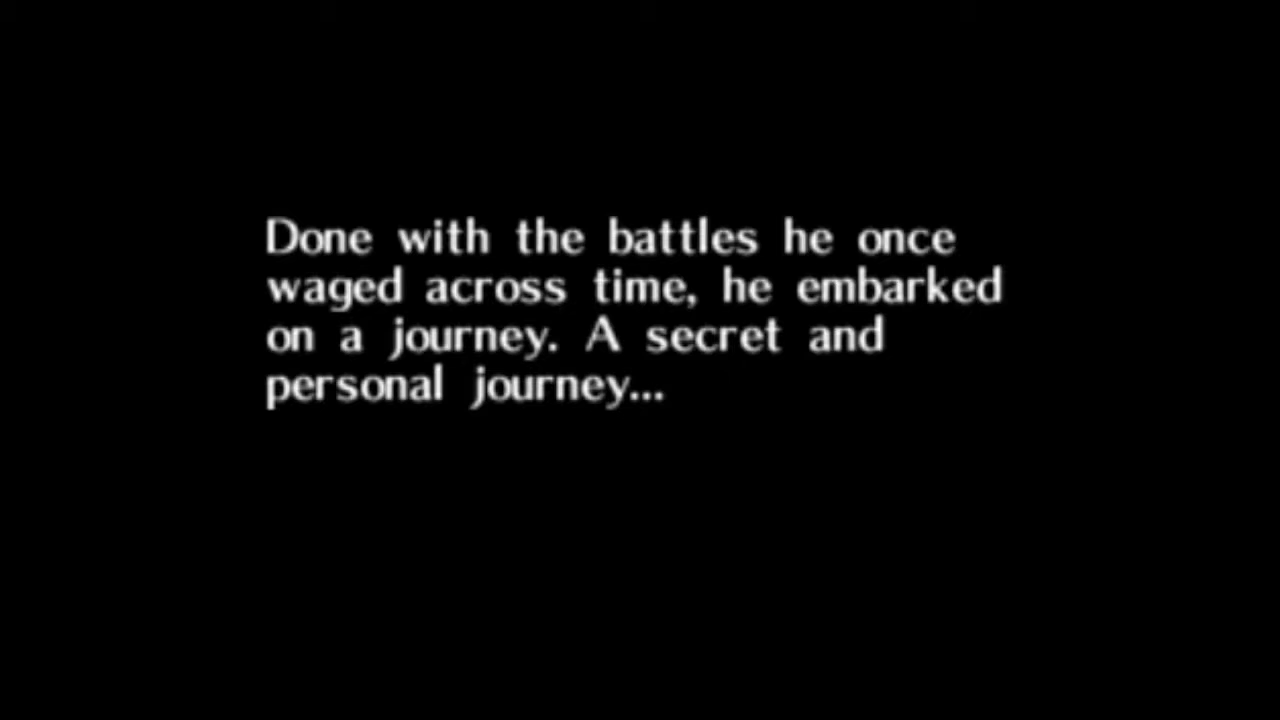 Done with the battles he once
waged across time, he embarked
on a journey. A secret and
personal journey...